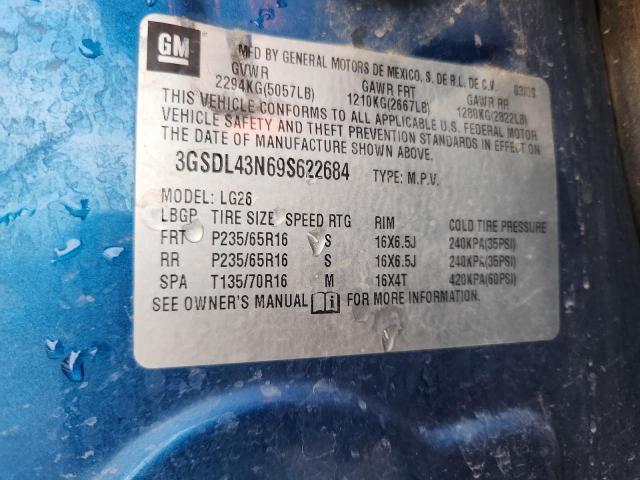 GM
MFD BY GENERAL MOTORS DE MEXICO, S. DE R.L. DE C.V.
GVWR GAWR FRT GAWR RR
2294KG(5057LB) 1210KG(2667LB) 1280KG(2822LB)
THIS VEHICLE CONFORMS TO ALL APPLICABLE U.S. FEDERAL MOTOR
VEHICLE SAFETY AND THEFT PREVENTION STANDARDS IN EFFECT ON
THE DATE OF MANUFACTURE SHOWN ABOVE.
3GSDL43N69S622684 TYPE: M.P.V.
MODEL: LG26
LBGP TIRE SIZE SPEED RTG RIM COLD TIRE PRESSURE
FRT P235/65R16 S 16X6.5J 240KPA(35PSI)
RR P235/65R16 S 16X6.5J 240KPA(35PSI)
SPA T135/70R16 M 16X4T 420KPA(60PSI)
SEE OWNER'S MANUAL i FOR MORE INFORMATION.